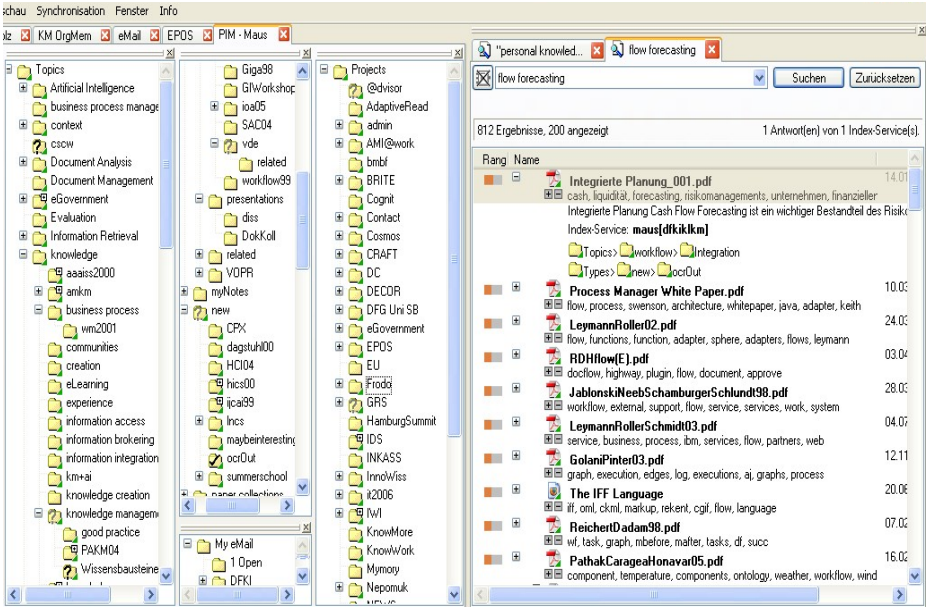 schau Synchronisation Fenster Info
olz KM OrgMem eMail EPOS PIM - Maus
Topics
Artificial Intelligence
business process manage
context
cscw
Document Analysis
Document Management
eGovernment
Evaluation
Information Retrieval
knowledge
aaaiss2000
amkm
business process
wm2001
communities
creation
eLearning
experience
information access
information brokering
information integration
km+ai
knowledge creation
knowledge managem
good practice
PAKM04
Wissensbausteine
Giga98
GIWorkshop
ioa05
SAC04
vde
related
workflow99
presentations
diss
DokKoll
related
VOPR
myNotes
new
CPX
dagstuhl00
HCI04
hics00
ijcai99
lncs
maybeinteresting
ocrOut
summerschool
paper collections
My eMail
1 Open
DFKI
Projects
@dvisor
AdaptiveRead
admin
AMI@work
bmbf
BRITE
Cognit
Contact
Cosmos
CRAFT
DC
DECOR
DFG Uni SB
eGovernment
EPOS
EU
Frodo
GRS
HamburgSummit
IDS
INKASS
InnoWiss
it2006
IWI
KnowMore
KnowWork
Mymory
Nepomuk
NEWS
"personal knowled... flow forecasting
flow forecasting Suchen Zurücksetzen
812 Ergebnisse, 200 angezeigt 1 Antwort(en) von 1 Index-Service(s).
Rang Name
Integrierte Planung_001.pdf 14.01
cash, liquidität, forecasting, risikomanagements, unternehmen, finanzieller
Integrierte Planung Cash Flow Forecasting ist ein wichtiger Bestandteil des Risiko
Index-Service: maus[dfkiklkm]
Topics> workflow> Integration
Types> new> ocrOut
Process Manager White Paper.pdf 10.03
flow, process, swenson, architecture, whitepaper, java, adapter, keith
LeymannRoller02.pdf 24.03
flow, functions, function, adapter, sphere, adapters, flows, leymann
RDHflow(E).pdf 03.04
docflow, highway, plugin, flow, document, approve
JablonskiNeebSchamburgerSchlundt98.pdf 28.03
workflow, external, support, flow, service, services, work, system
LeymannRollerSchmidt03.pdf 04.07
service, business, process, ibm, services, flow, partners, web
GolaniPinter03.pdf 12.11
graph, execution, edges, log, executions, aj, graphs, process
The IFF Language 20.06
iff, oml, ckml, markup, rekent, cgif, flow, language
ReichertDadam98.pdf 07.02
wf, task, graph, mbefore, mafter, tasks, df, succ
PathakCarageaHonavar05.pdf 16.02
component, temperature, components, ontology, weather, workflow, wind